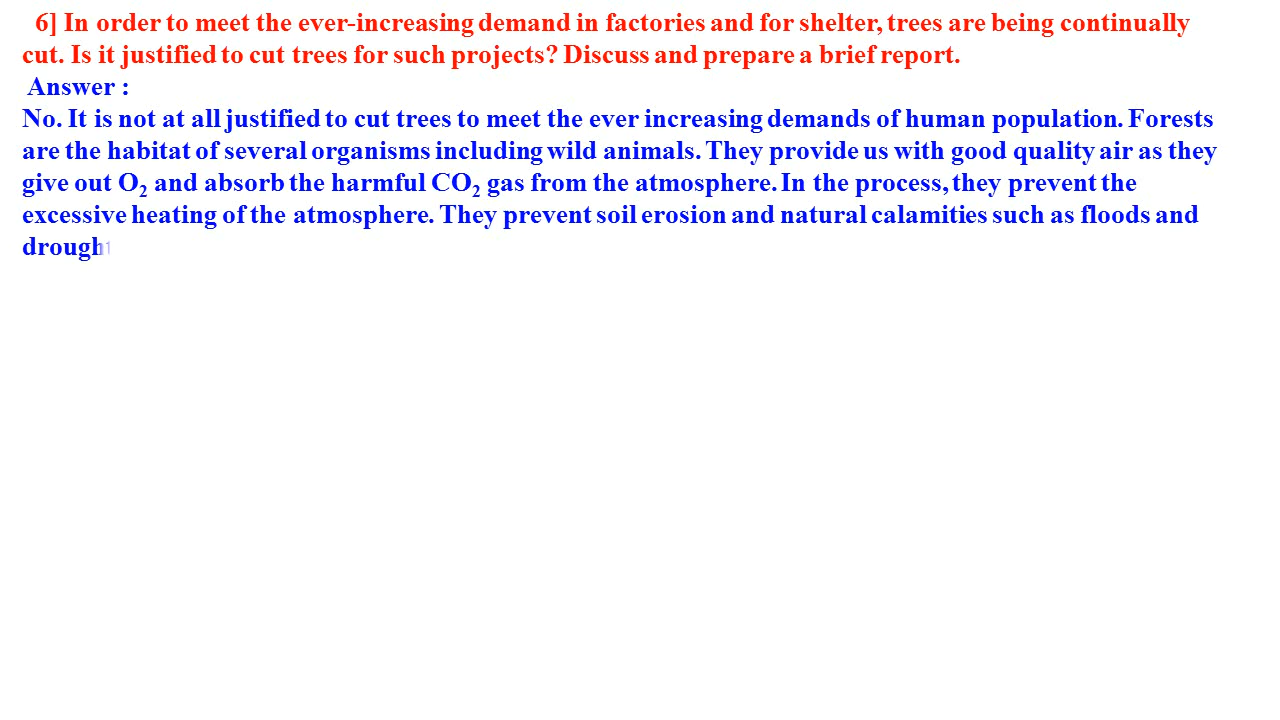 6] In order to meet the ever-increasing demand in factories and for shelter, trees are being continually
cut. Is it justified to cut trees for such projects? Discuss and prepare a brief report.
Answer :
No. It is not at all justified to cut trees to meet the ever increasing demands of human population. Forests
are the habitat of several organisms including wild animals. They provide us with good quality air as they
give out O₂ and absorb the harmful CO₂ gas from the atmosphere. In the process, they prevent the
excessive heating of the atmosphere. They prevent soil erosion and natural calamities such as floods and
drought